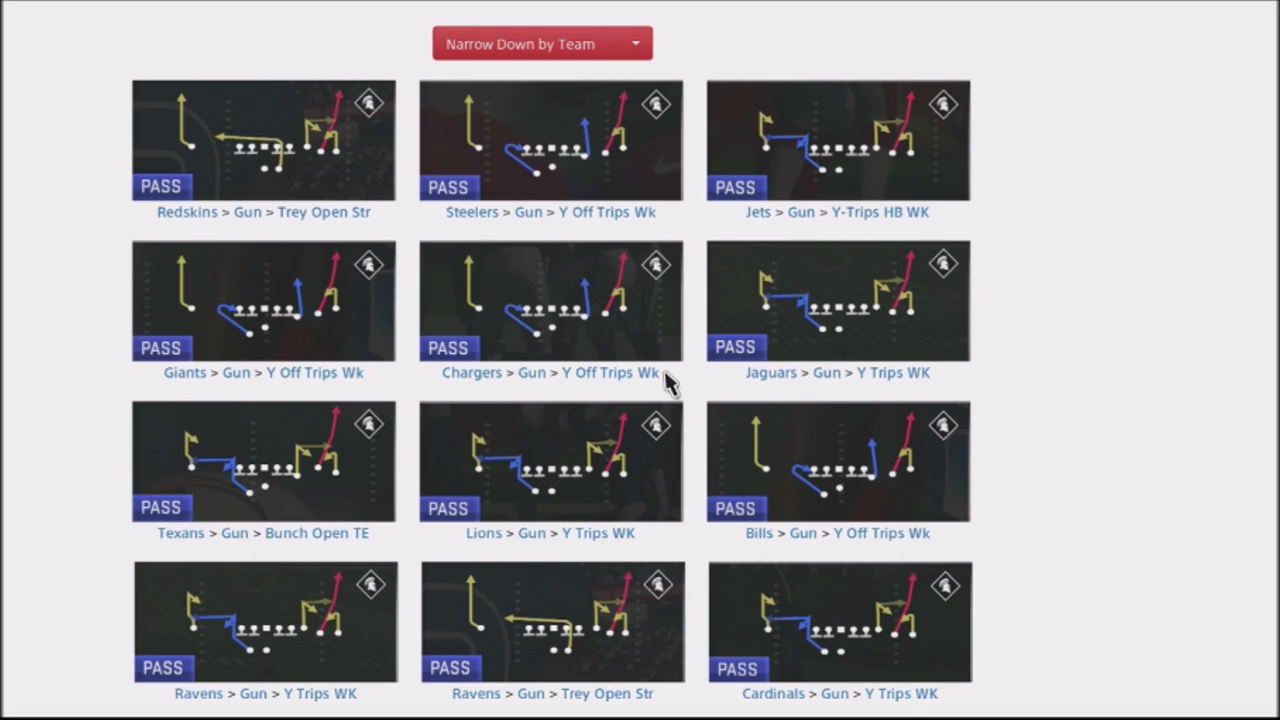 Narrow Down by Team
PASS
PASS
PASS
Redskins > Gun > Trey Open Str
Steelers > Gun > Y Off Trips Wk
Jets > Gun > Y-Trips HB WK
PASS
PASS
PASS
Giants > Gun > Y Off Trips Wk
Chargers > Gun > Y Off Trips Wk
Jaguars > Gun > Y Trips WK
PASS
PASS
PASS
Texans > Gun > Bunch Open TE
Lions > Gun > Y Trips WK
Bills > Gun > Y Off Trips Wk
PASS
PASS
PASS
Ravens > Gun > Y Trips WK
Ravens > Gun > Trey Open Str
Cardinals > Gun > Y Trips WK